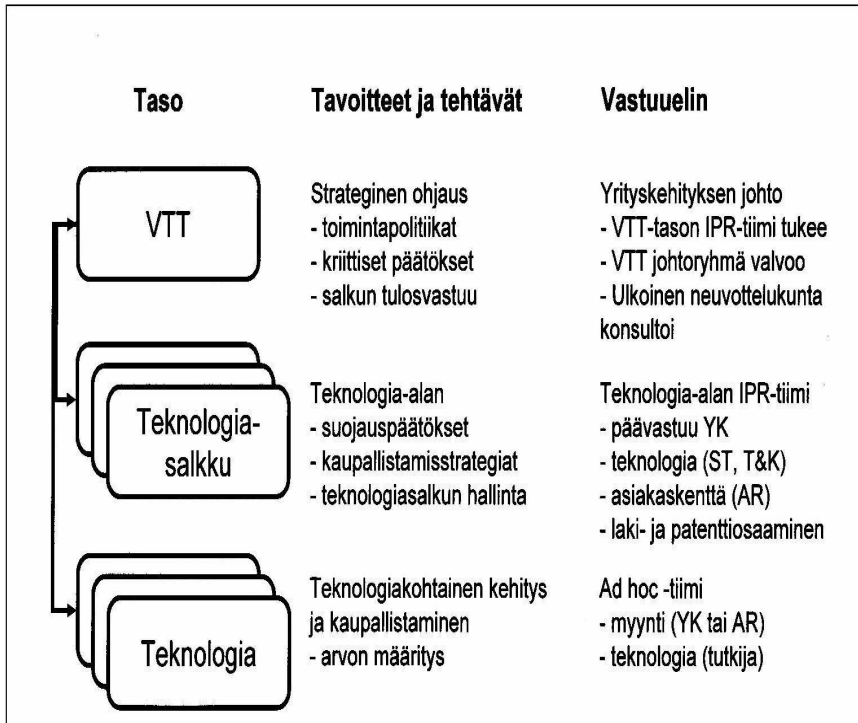 Taso
Tavoitteet ja tehtävät
Vastuuelin
VTT
Strateginen ohjaus
- toimintapolitiikat
- kriittiset päätökset
- salkun tulosvastuu
Yrityskehityksen johto
- VTT-tason IPR-tiimi tukee
- VTT johtoryhmä valvoo
- Ulkoinen neuvottelukunta
konsultoi
Teknologia-
salkku
Teknologia-alan
- suojauspäätökset
- kaupallistamisstrategiat
- teknologiasalkun hallinta
Teknologia-alan IPR-tiimi
- päävastuu YK
- teknologia (ST, T&K)
- asiakaskenttä (AR)
- laki- ja patenttiosaaminen
Teknologia
Teknologiakohtainen kehitys
ja kaupallistaminen
- arvon määritys
Ad hoc -tiimi
- myynti (YK tai AR)
- teknologia (tutkija)